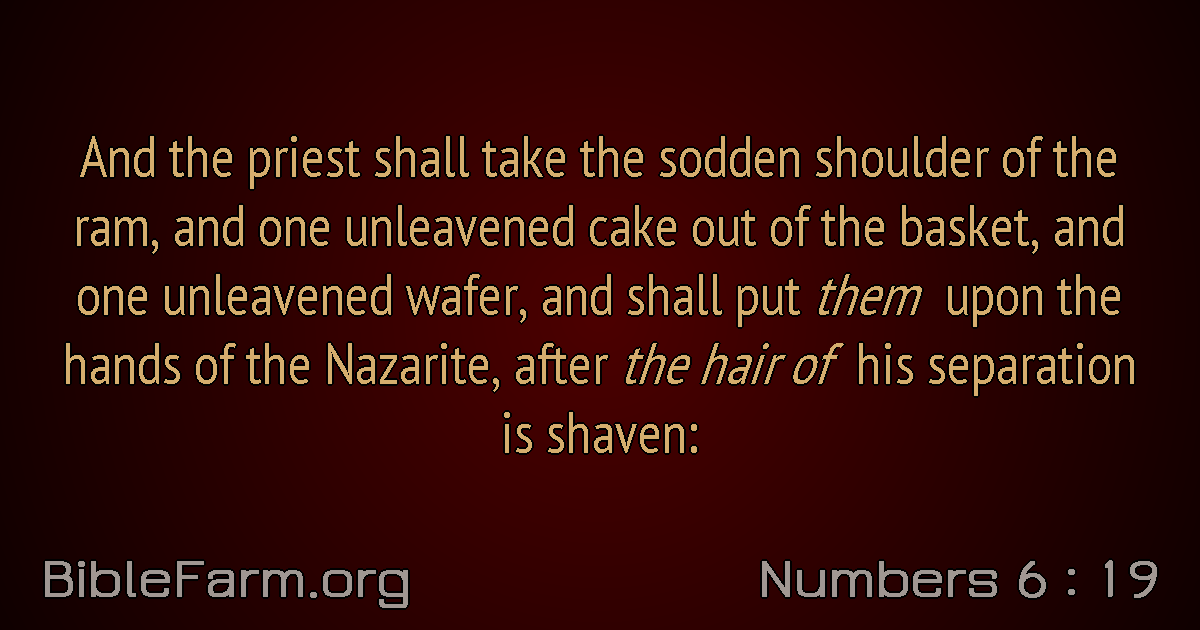 And the priest shall take the sodden shoulder of the
ram, and one unleavened cake out of the basket, and
one unleavened wafer, and shall put them upon the
hands of the Nazarite, after the hair of his separation
is shaven:
BibleFarm.org
Numbers 6 : 19